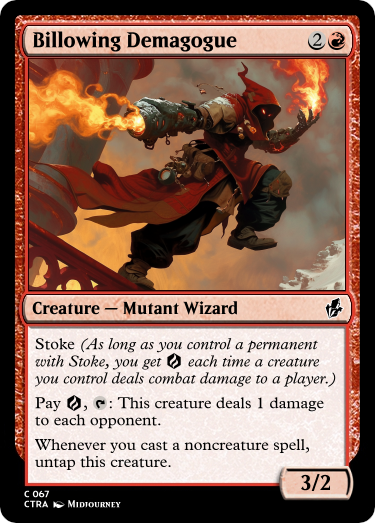 Billowing Demagogue 2
Creature — Mutant Wizard
Stoke (As long as you control a permanent
with Stoke, you get each time a creature
you control deals combat damage to a player.)
Pay , : This creature deals 1 damage
to each opponent.
Whenever you cast a noncreature spell,
untap this creature.
3/2
C 067
CTRA Midjourney